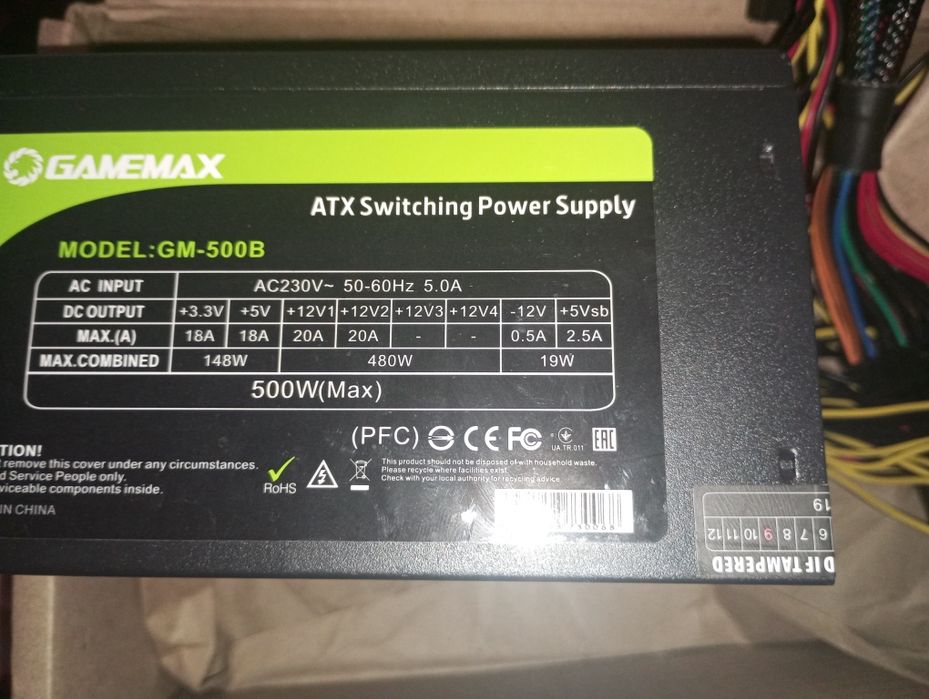 GAMEMAX
ATX Switching Power Supply
MODEL:GM-500B
AC INPUT AC230V~ 50-60Hz 5.0A
DC OUTPUT +3.3V +5V +12V1 +12V2 +12V3 +12V4 -12V +5Vsb
MAX.(A) 18A 18A 20A 20A - - 0.5A 2.5A
MAX.COMBINED 148W 480W 19W
500W(Max)
(PFC) CE FC EAC
UA.TR.011
TION!
remove this cover under any circumstances.
d Service People only.
viceable components inside.
IN CHINA
RoHS
This product should not be disposed of with household waste.
Please recycle where facilities exist
Check with your local authority for recycling advice
19
6 7 8 9 10 11 12
D IF TAMPERED